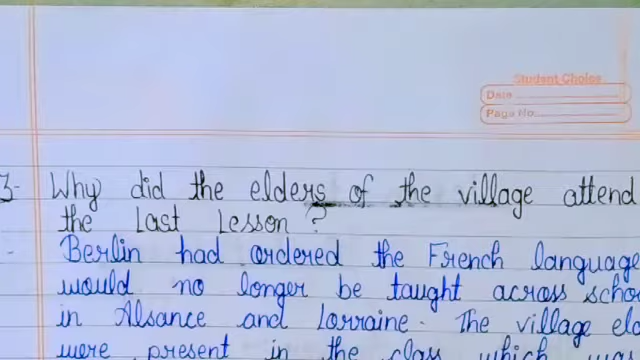 Student Choice
Date
Page No.
3- Why did the elders of the village attend
the Last Lesson ?
- Berlin had ordered the French language
would no longer be taught across
in Alsance and Lorraine. The village
were present in the class which